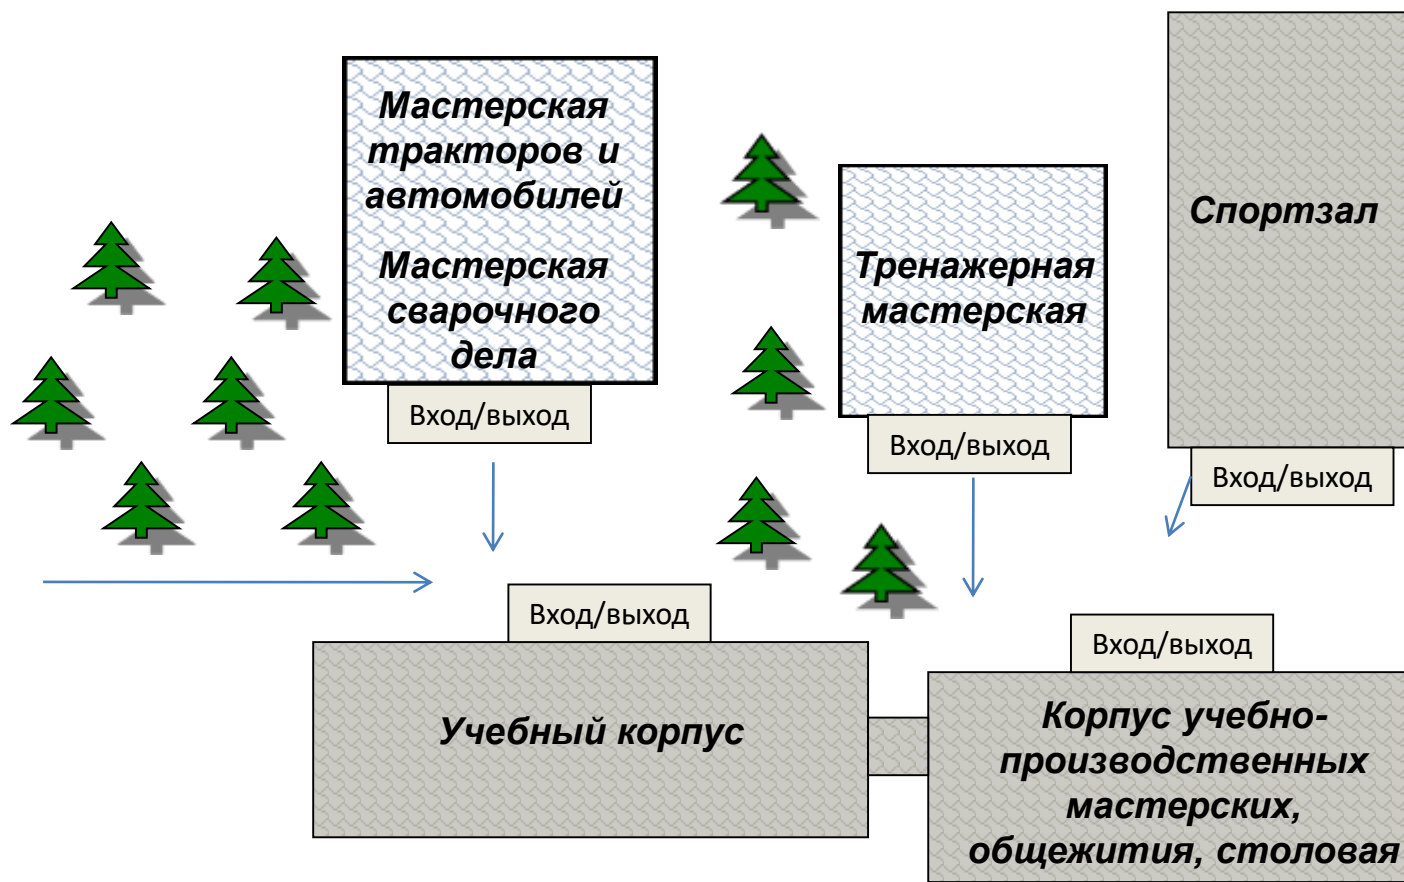 Мастерская
тракторов и
автомобилей
Мастерская
сварочного
дела
Вход/выход
Тренажерная
мастерская
Вход/выход
Спортзал
Вход/выход
Вход/выход
Учебный корпус
Вход/выход
Корпус учебно-
производственных
мастерских,
общежития, столовая